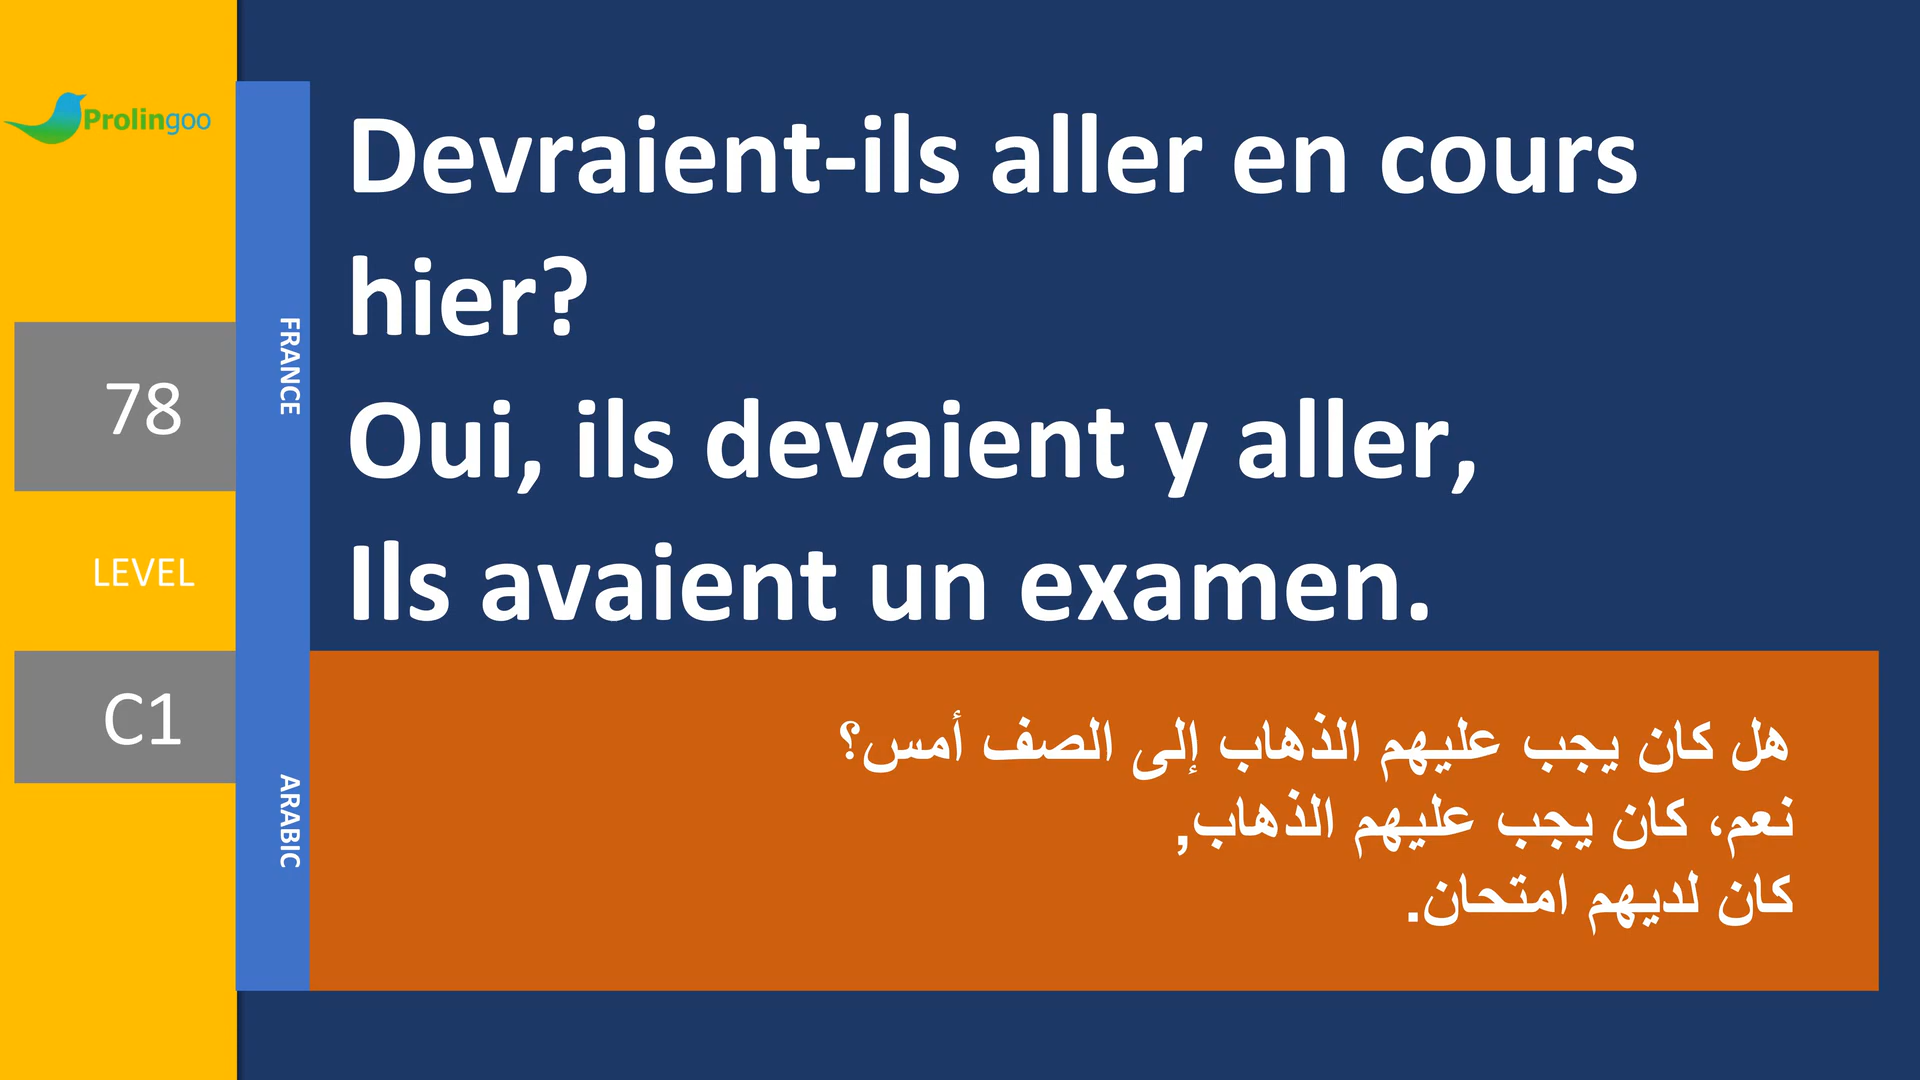 Prolingoo
78
LEVEL
C1
FRANCE
ARABIC
Devraient-ils aller en cours
hier?
Oui, ils devaient y aller,
Ils avaient un examen.
هل كان يجب عليهم الذهاب إلى الصف أمس؟
نعم، كان يجب عليهم الذهاب,
كان لديهم امتحان.